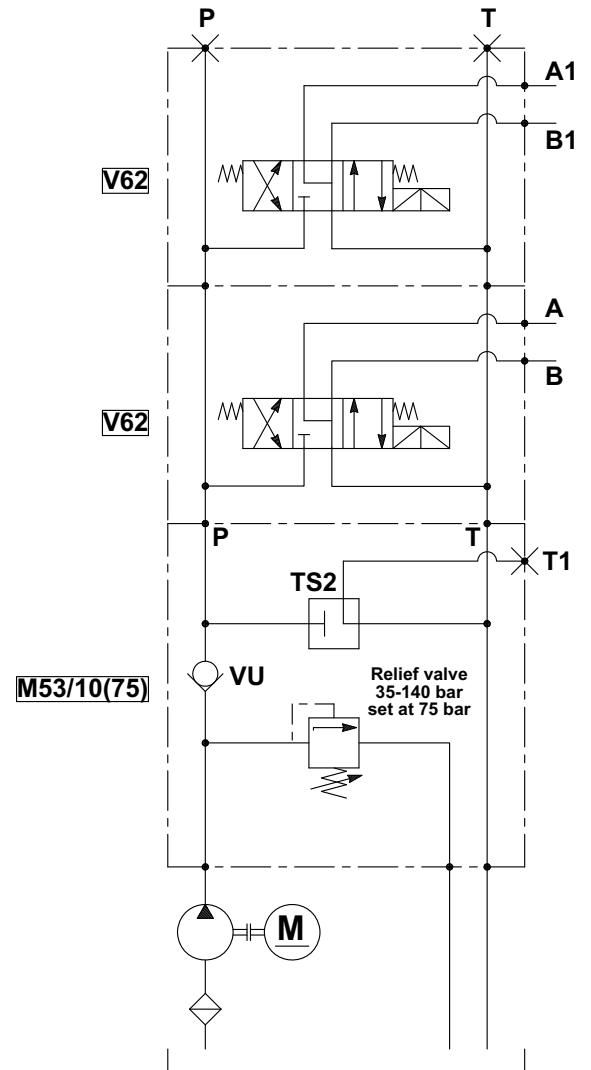 P
T
A1
B1
V62
A
B
V62
P
T
T1
TS2
VU
M53/10(75)
Relief valve
35-140 bar
set at 75 bar
M